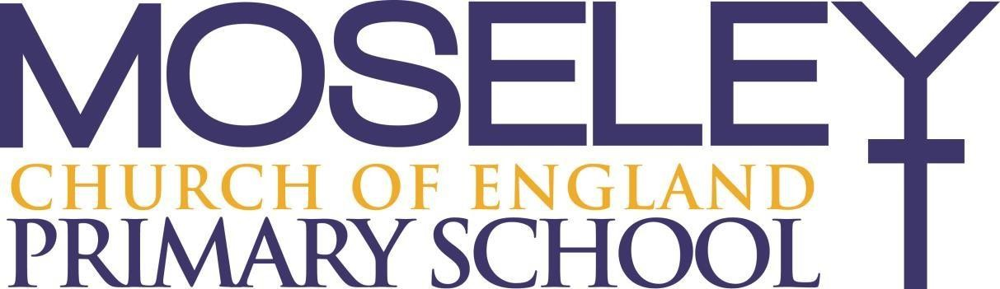 MOSELEY
CHURCH OF ENGLAND
PRIMARY SCHOOL